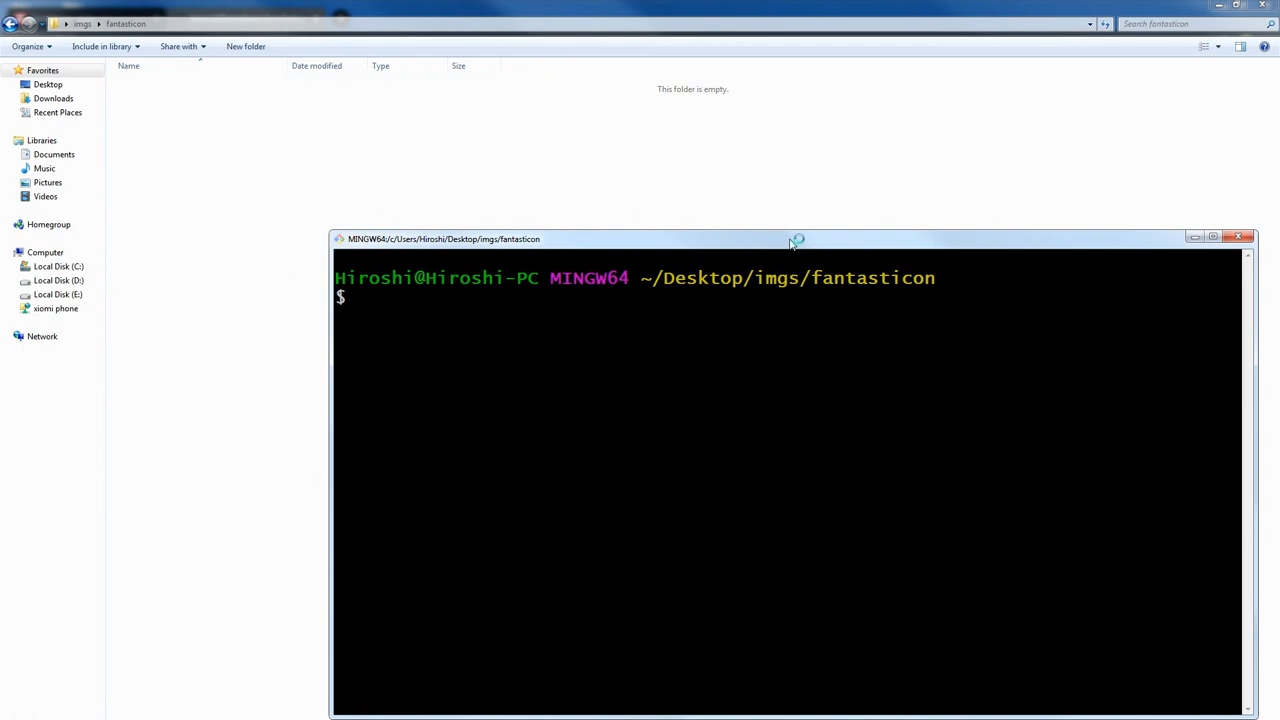 imgs fantasticon
Search fantasticon
Organize Include in library Share with New folder
Name Date modified Type Size
This folder is empty.
Favorites
Desktop
Downloads
Recent Places
Libraries
Documents
Music
Pictures
Videos
Homegroup
Computer
Local Disk (C:)
Local Disk (D:)
Local Disk (E:)
xiomi phone
Network
MINGW64:/c/Users/Hiroshi/Desktop/imgs/fantasticon
Hiroshi@Hiroshi-PC MINGW64 ~/Desktop/imgs/fantasticon
$